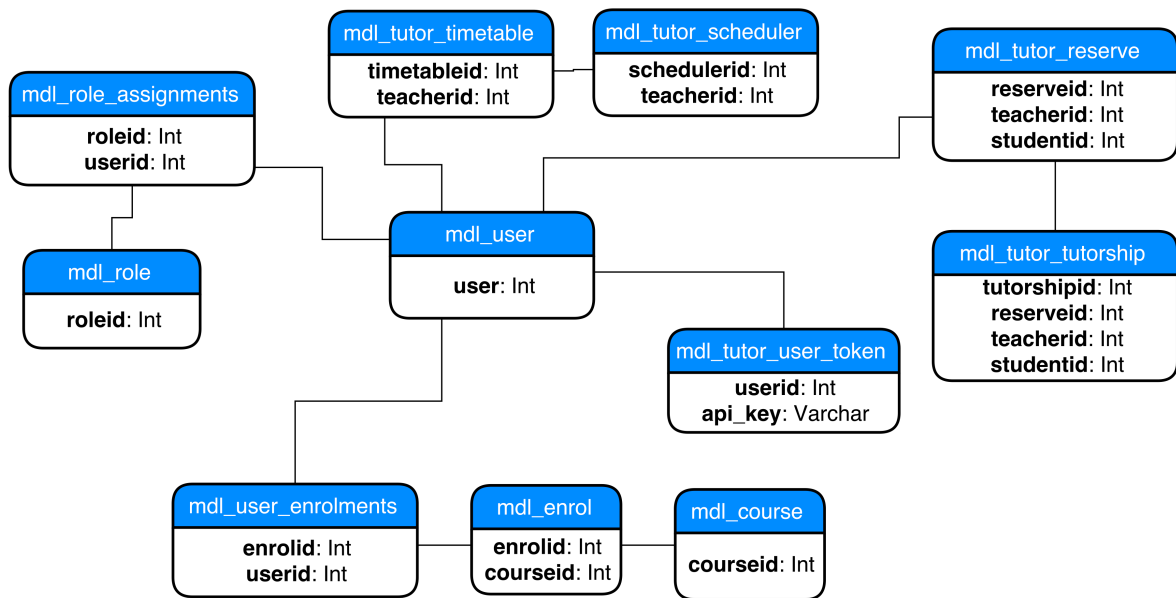 mdl_tutor_timetable
timetableid: Int
teacherid: Int
mdl_tutor_scheduler
schedulerid: Int
teacherid: Int
mdl_tutor_reserve
reserveid: Int
teacherid: Int
studentid: Int
mdl_role_assignments
roleid: Int
userid: Int
mdl_user
user: Int
mdl_role
roleid: Int
mdl_tutor_tutorship
tutorshipid: Int
reserveid: Int
teacherid: Int
studentid: Int
mdl_tutor_user_token
userid: Int
api_key: Varchar
mdl_user_enrolments
enrolid: Int
userid: Int
mdl_enrol
enrolid: Int
courseid: Int
mdl_course
courseid: Int